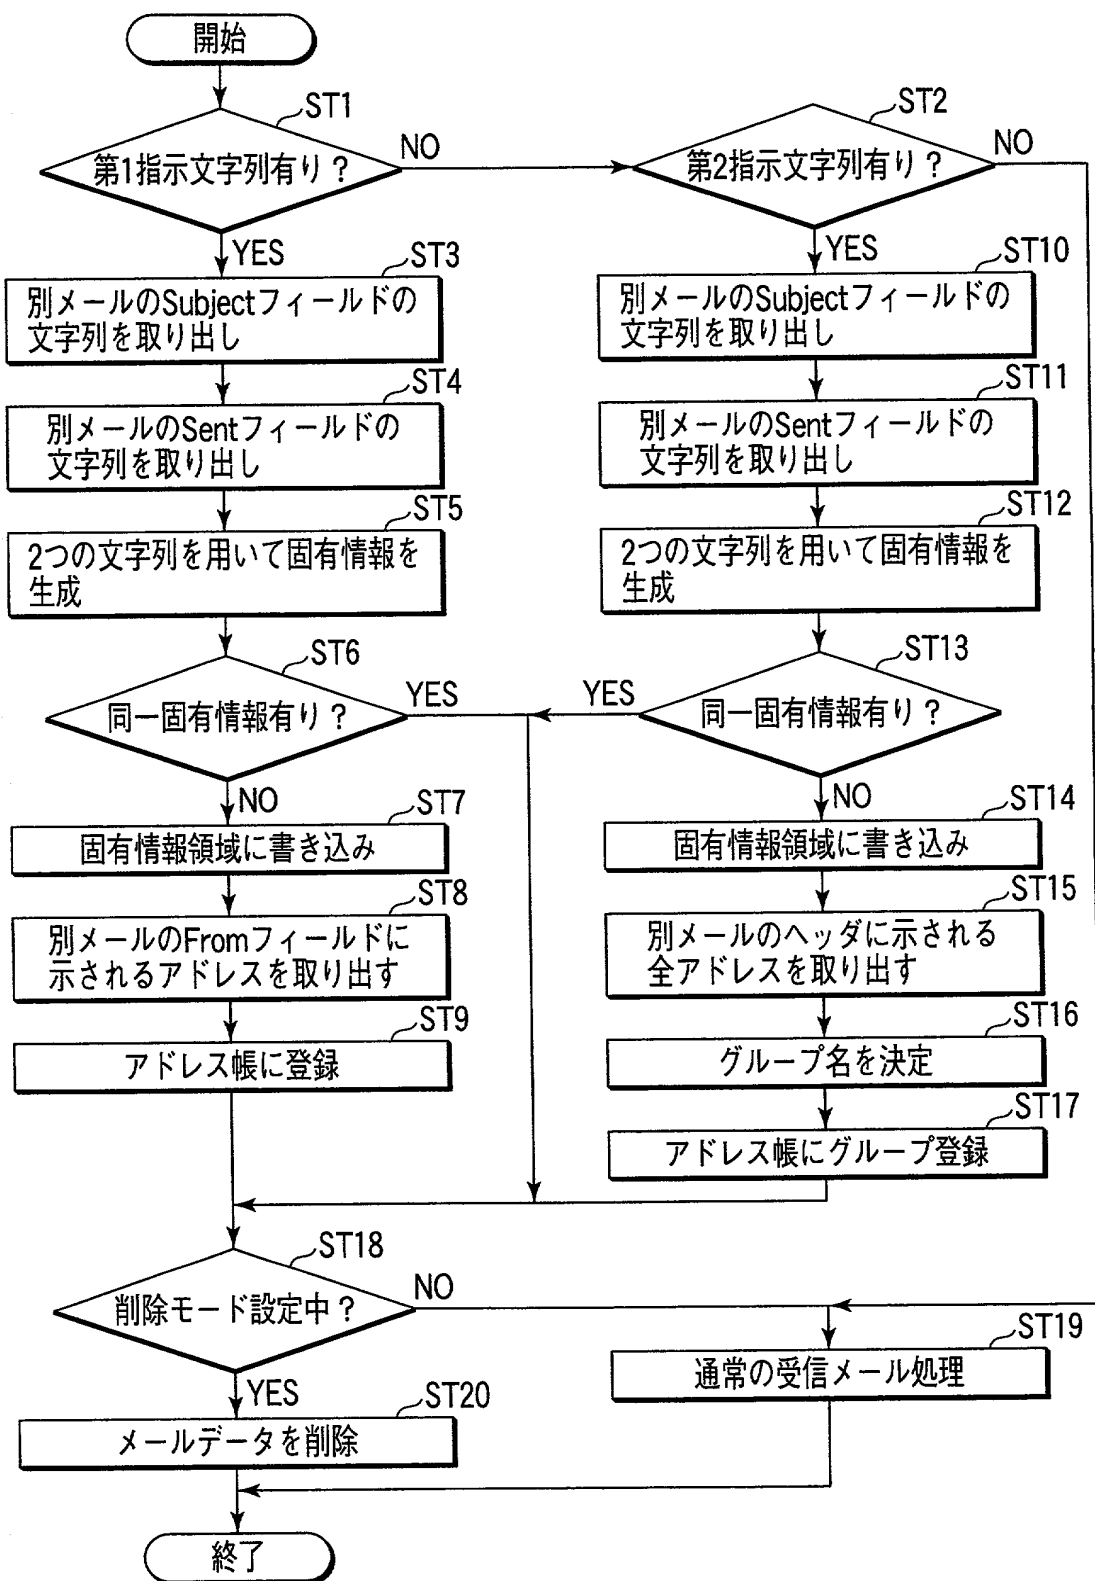 開始
ST1
第1指示文字列有り？
NO
YES
ST2
第2指示文字列有り？
NO
YES
ST3
別メールのSubjectフィールドの
文字列を取り出し
ST4
別メールのSentフィールドの
文字列を取り出し
ST5
2つの文字列を用いて固有情報を
生成
ST6
同一固有情報有り？
YES
NO
ST7
固有情報領域に書き込み
ST8
別メールのFromフィールドに
示されるアドレスを取り出す
ST9
アドレス帳に登録
ST10
別メールのSubjectフィールドの
文字列を取り出し
ST11
別メールのSentフィールドの
文字列を取り出し
ST12
2つの文字列を用いて固有情報を
生成
ST13
同一固有情報有り？
YES
NO
ST14
固有情報領域に書き込み
ST15
別メールのヘッダに示される
全アドレスを取り出す
ST16
グループ名を決定
ST17
アドレス帳にグループ登録
ST18
削除モード設定中？
NO
YES
ST19
通常の受信メール処理
ST20
メールデータを削除
終了